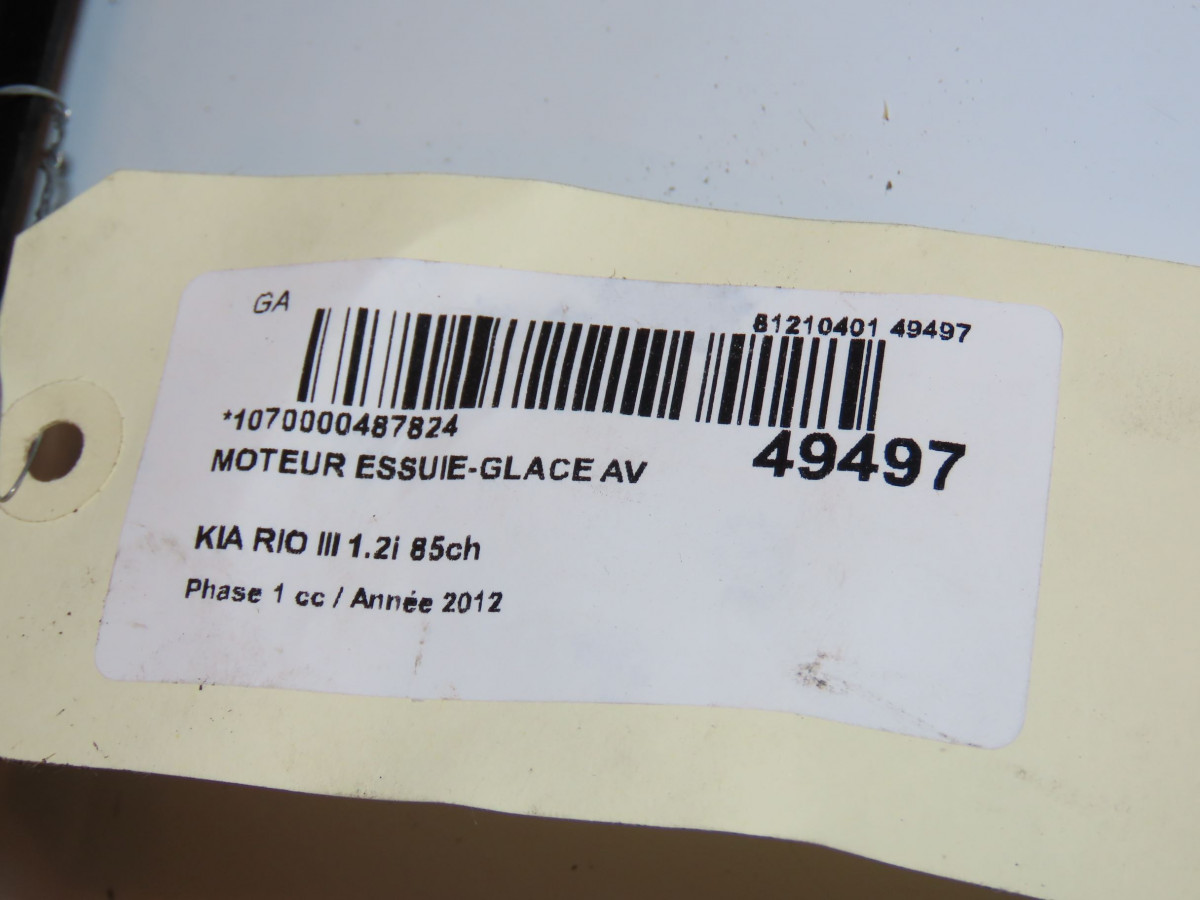 GA
81210401 49497
*1070000487824
49497
MOTEUR ESSUIE-GLACE AV
KIA RIO III 1.2i 85ch
Phase 1 cc / Année 2012